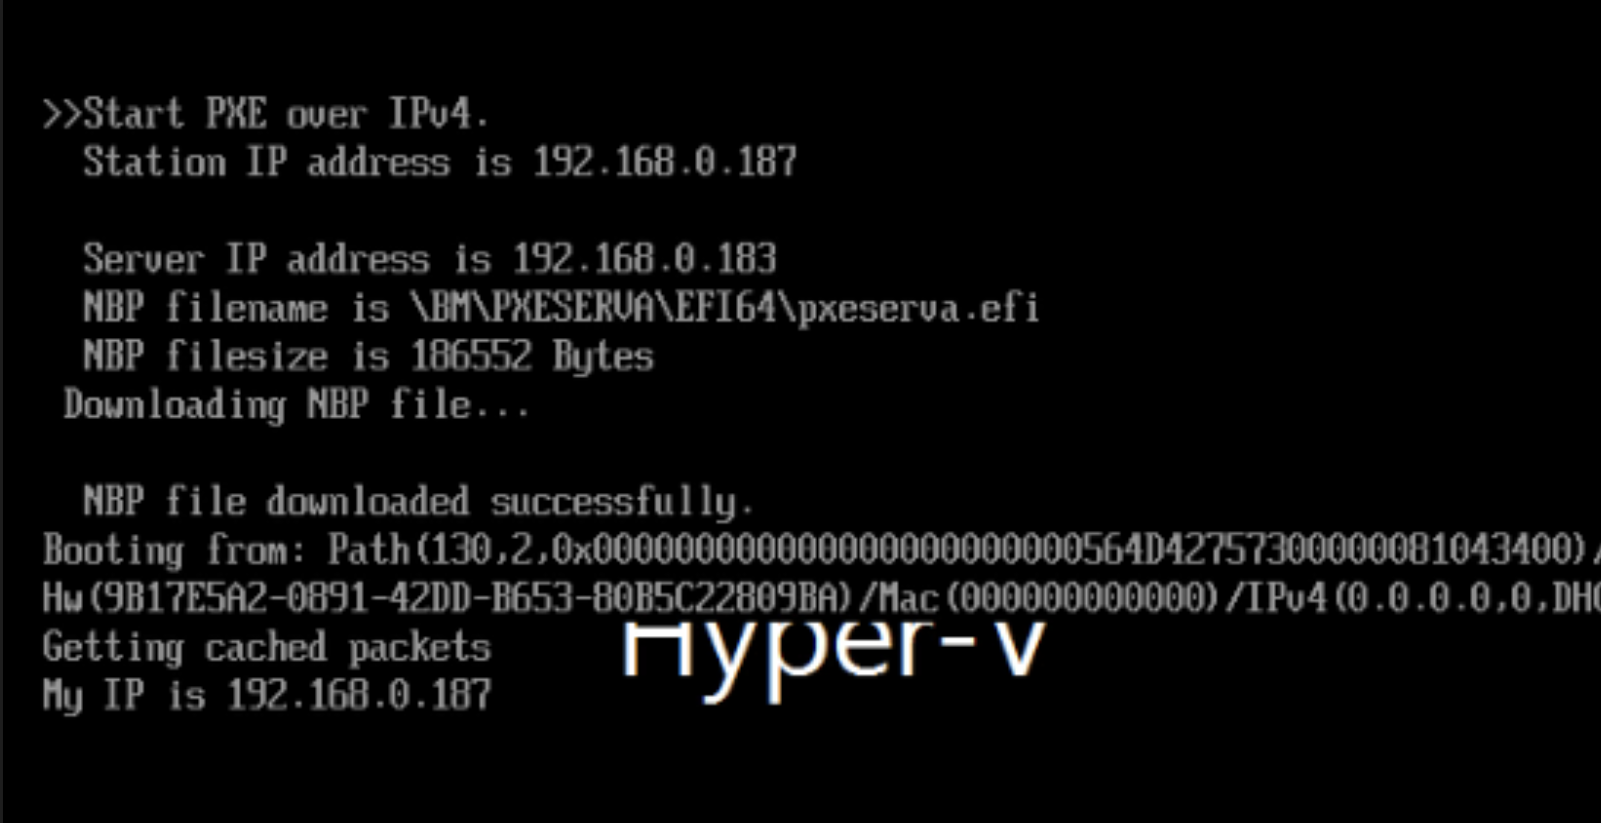 >>Start PXE over IPv4.
Station IP address is 192.168.0.187
Server IP address is 192.168.0.183
NBP filename is \BM\PXESERVA\EFI64\pxeserva.efi
NBP filesize is 186552 Bytes
Downloading NBP file...
NBP file downloaded successfully.
Booting from: Path(130,2,0x000000000000000000000000564D42757300000081043400)/
Hw(9B17E5A2-0891-42DD-B653-80B5C22809BA)/Mac(000000000000)/IPv4(0.0.0.0,0,DHC
Getting cached packets
Hyper-V
My IP is 192.168.0.187